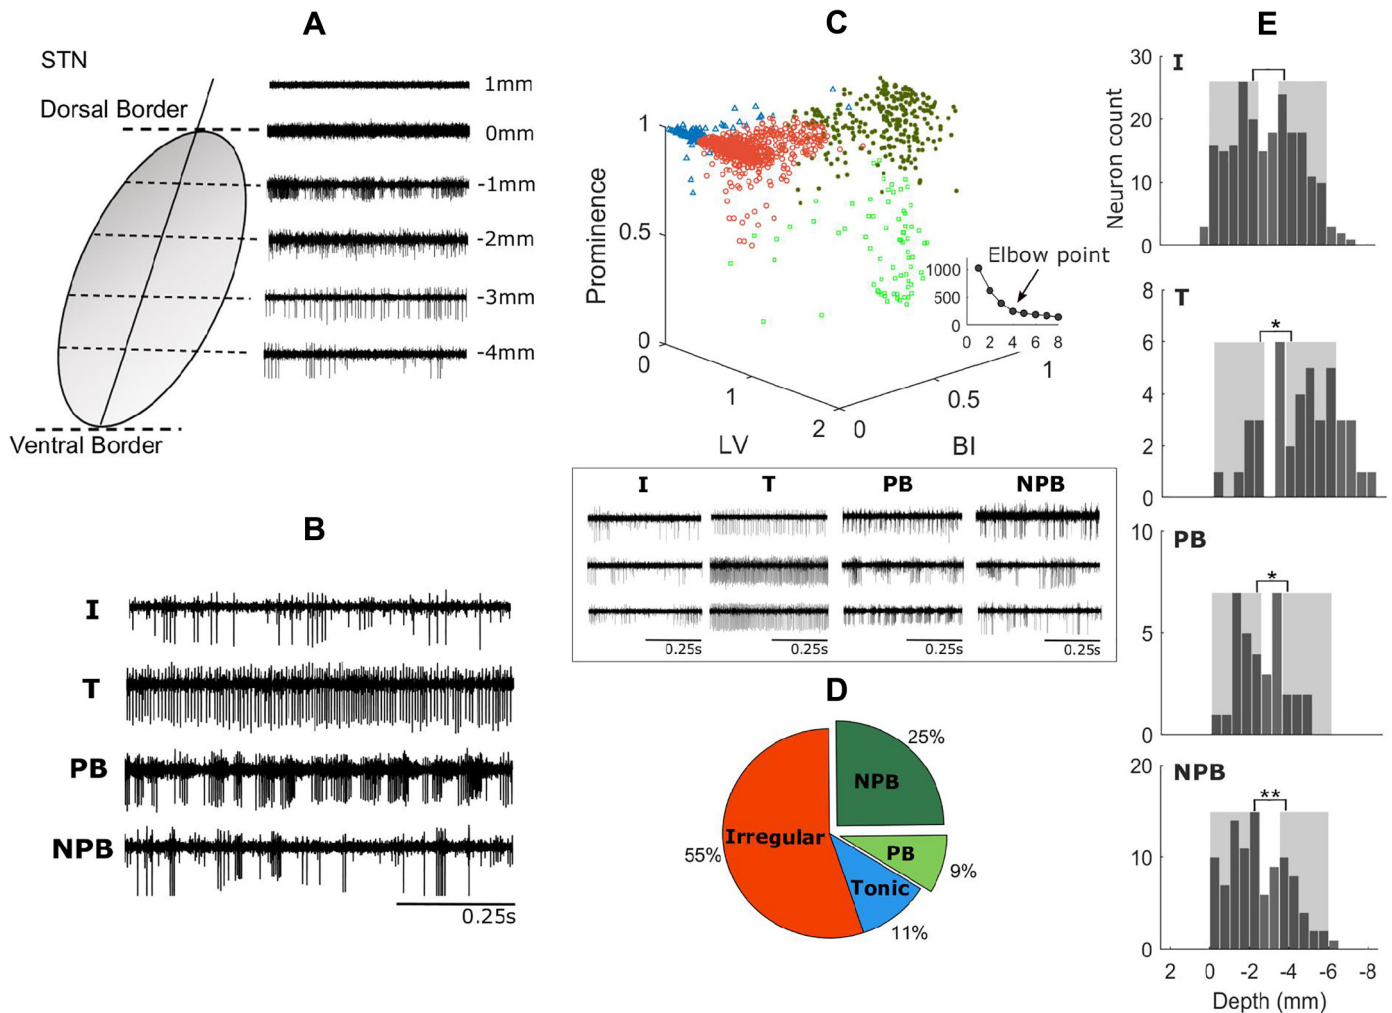 A
STN
Dorsal Border
1mm
0mm
-1mm
-2mm
-3mm
-4mm
Ventral Border
B
I
T
PB
NPB
0.25s
C
Prominence
1
0.5
0
0
1
2
LV
0
0.5
1
BI
Elbow point
1000
500
0
0 2 4 6 8
I T PB NPB
0.25s 0.25s 0.25s 0.25s
D
25%
NPB
Irregular
PB
55%
9%
Tonic
11%
E
I
Neuron count
30
20
10
0
T
*
8
6
4
2
0
PB
*
10
5
0
NPB
**
20
10
0
2 0 -2 -4 -6 -8
Depth (mm)